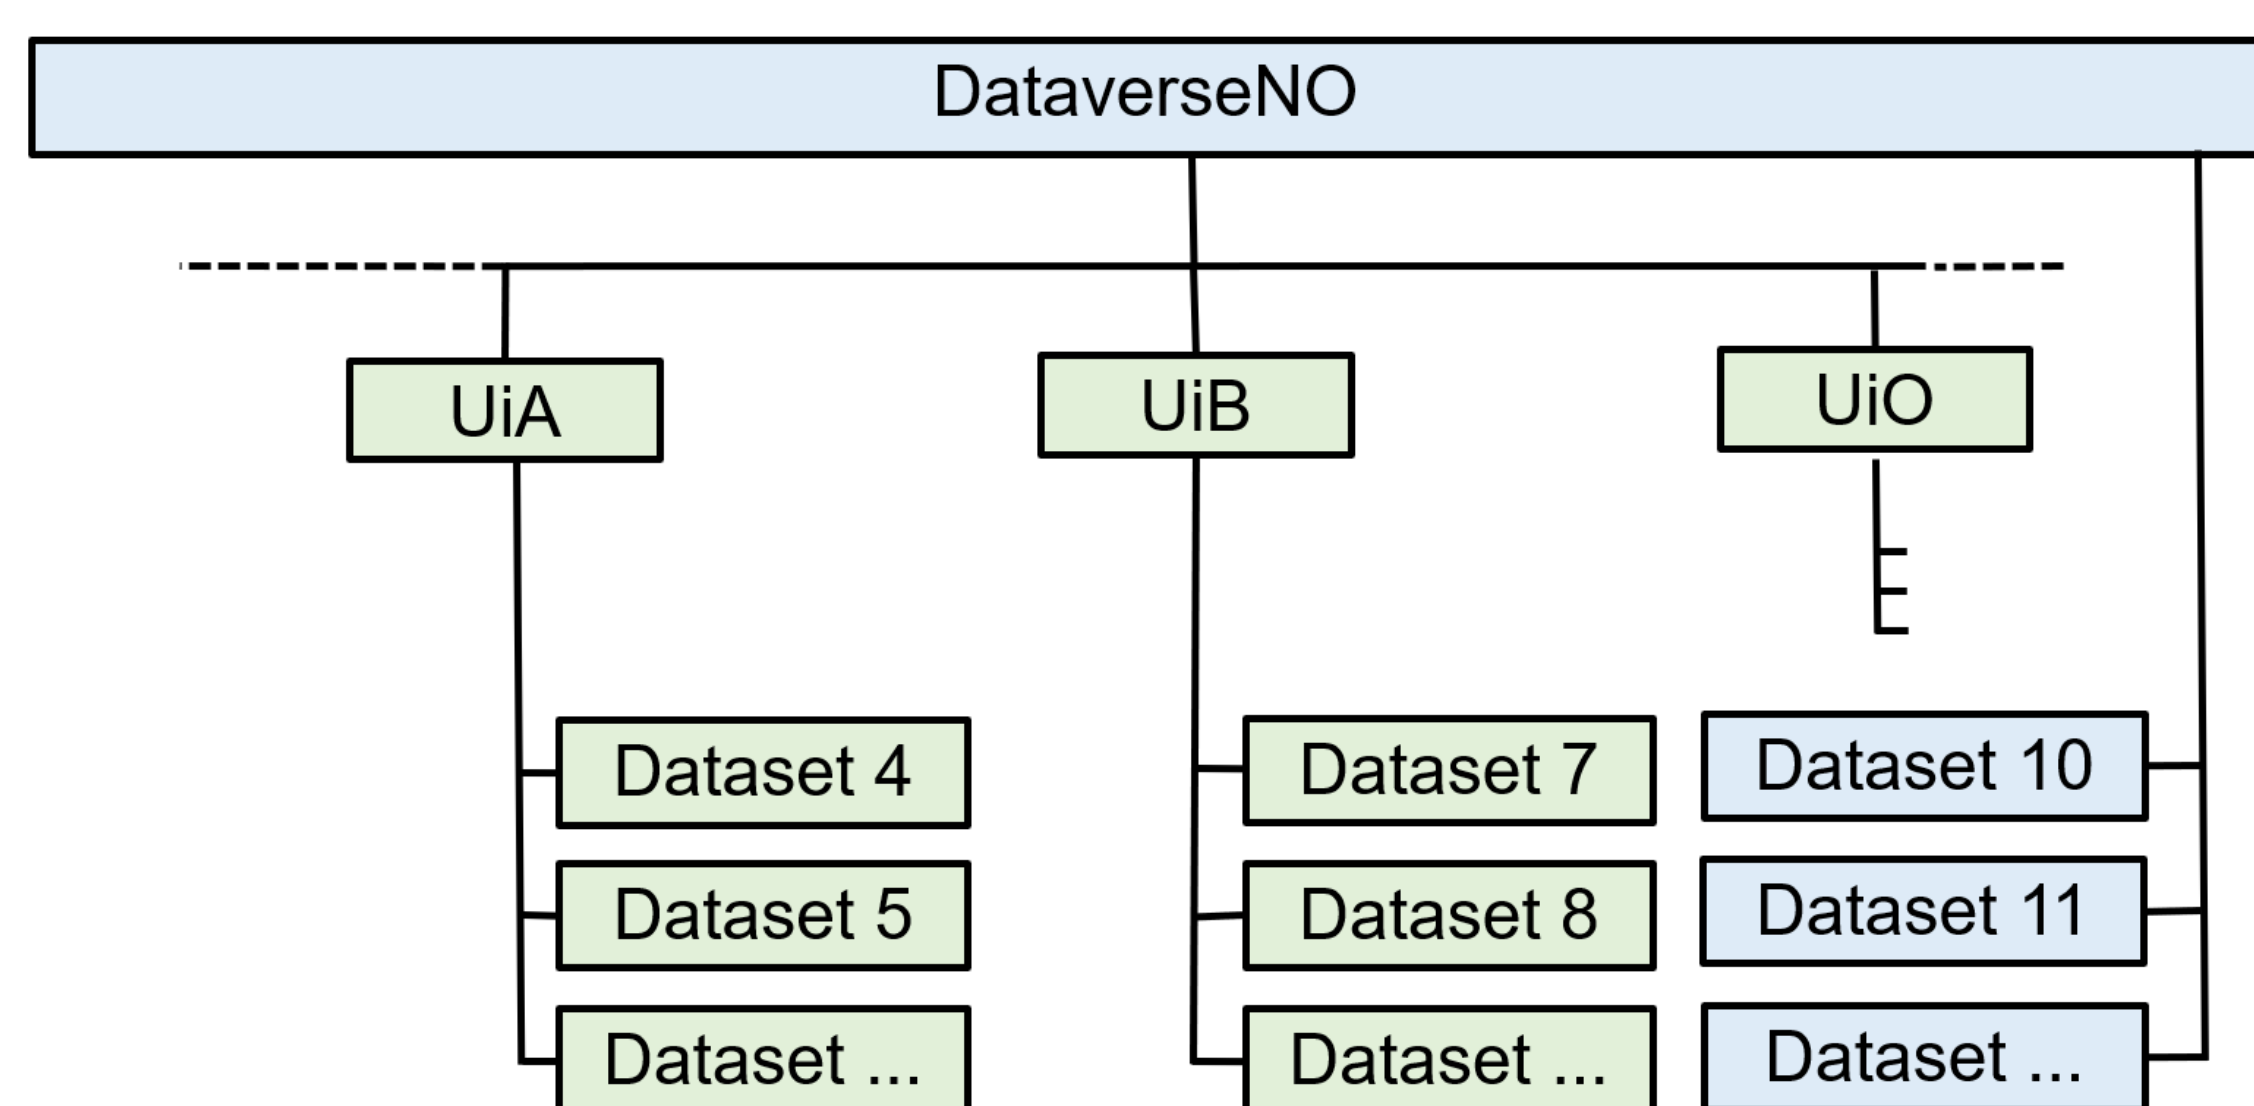 DataverseNO
UiA
UiB
UiO
Dataset 4
Dataset 7
Dataset 10
Dataset 5
Dataset 8
Dataset 11
Dataset ...
Dataset ...
Dataset ...